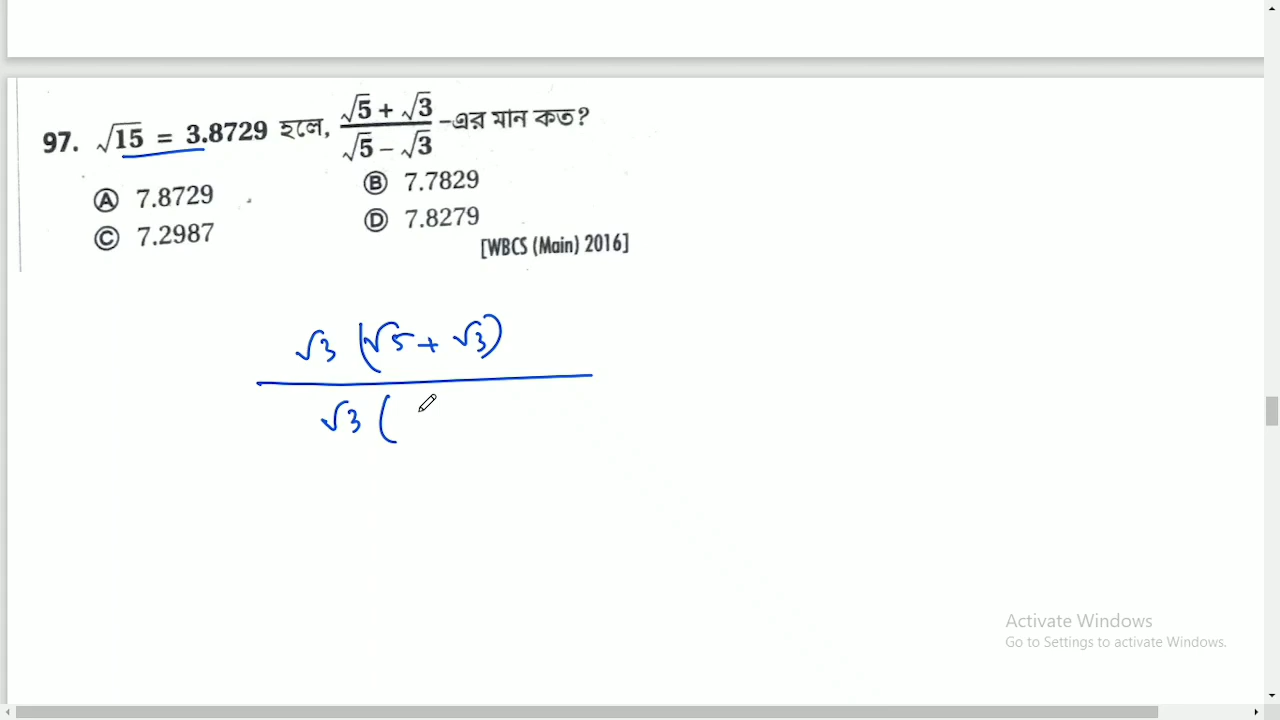 97. √15 = 3.8729 হলে, (√5 + √3)/(√5 − √3) –এর মান কত?
Ⓐ 7.8729 Ⓑ 7.7829
Ⓒ 7.2987 Ⓓ 7.8279
[WBCS (Main) 2016]
√3 (√5 + √3)
√3 (
Activate Windows
Go to Settings to activate Windows.